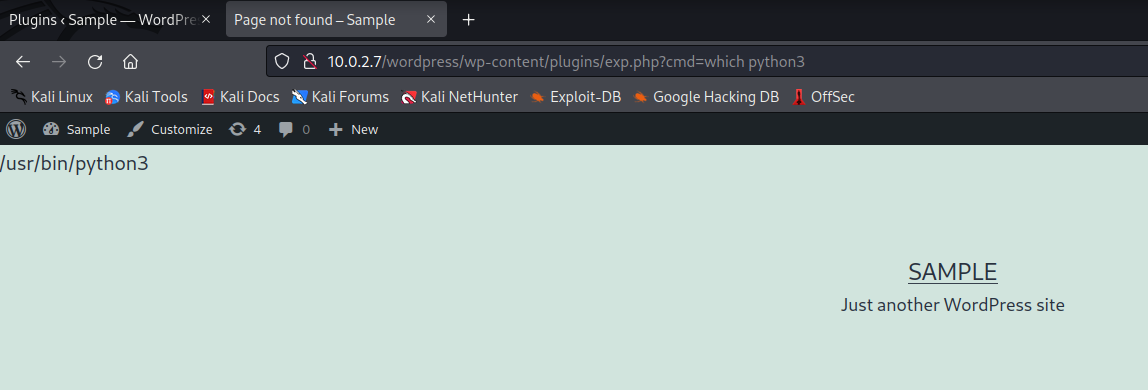 Plugins ‹ Sample — WordPre
Page not found – Sample
10.0.2.7/wordpress/wp-content/plugins/exp.php?cmd=which python3
Kali Linux Kali Tools Kali Docs Kali Forums Kali NetHunter Exploit-DB Google Hacking DB OffSec
Sample Customize 4 0 New
/usr/bin/python3
SAMPLE
Just another WordPress site